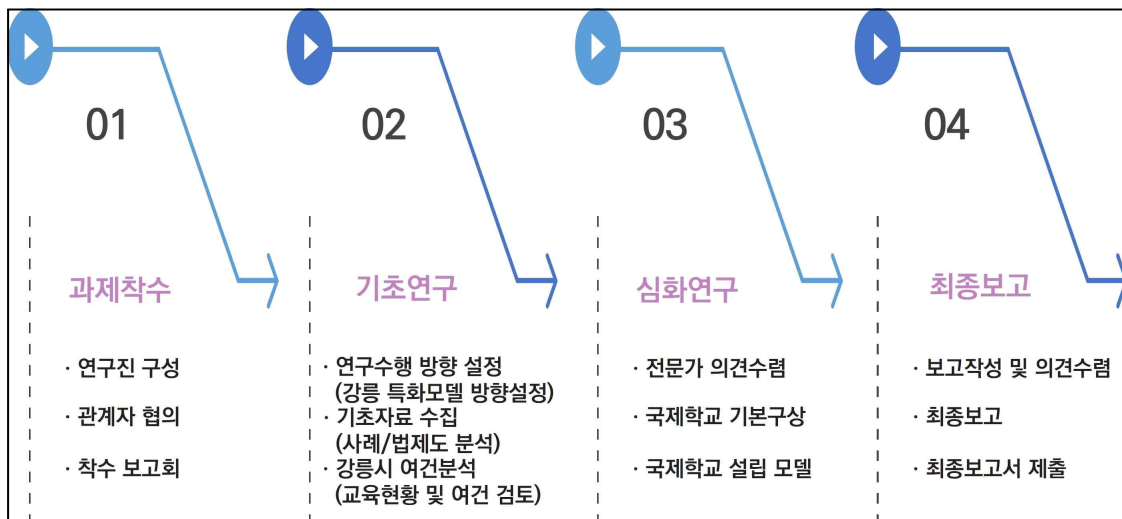 01
과제착수
· 연구진 구성
· 관계자 협의
· 착수 보고회
02
기초연구
· 연구수행 방향 설정
(강릉 특화모델 방향설정)
· 기초자료 수집
(사례/법제도 분석)
· 강릉시 여건분석
(교육현황 및 여건 검토)
03
심화연구
· 전문가 의견수렴
· 국제학교 기본구상
· 국제학교 설립 모델
04
최종보고
· 보고작성 및 의견수렴
· 최종보고
· 최종보고서 제출